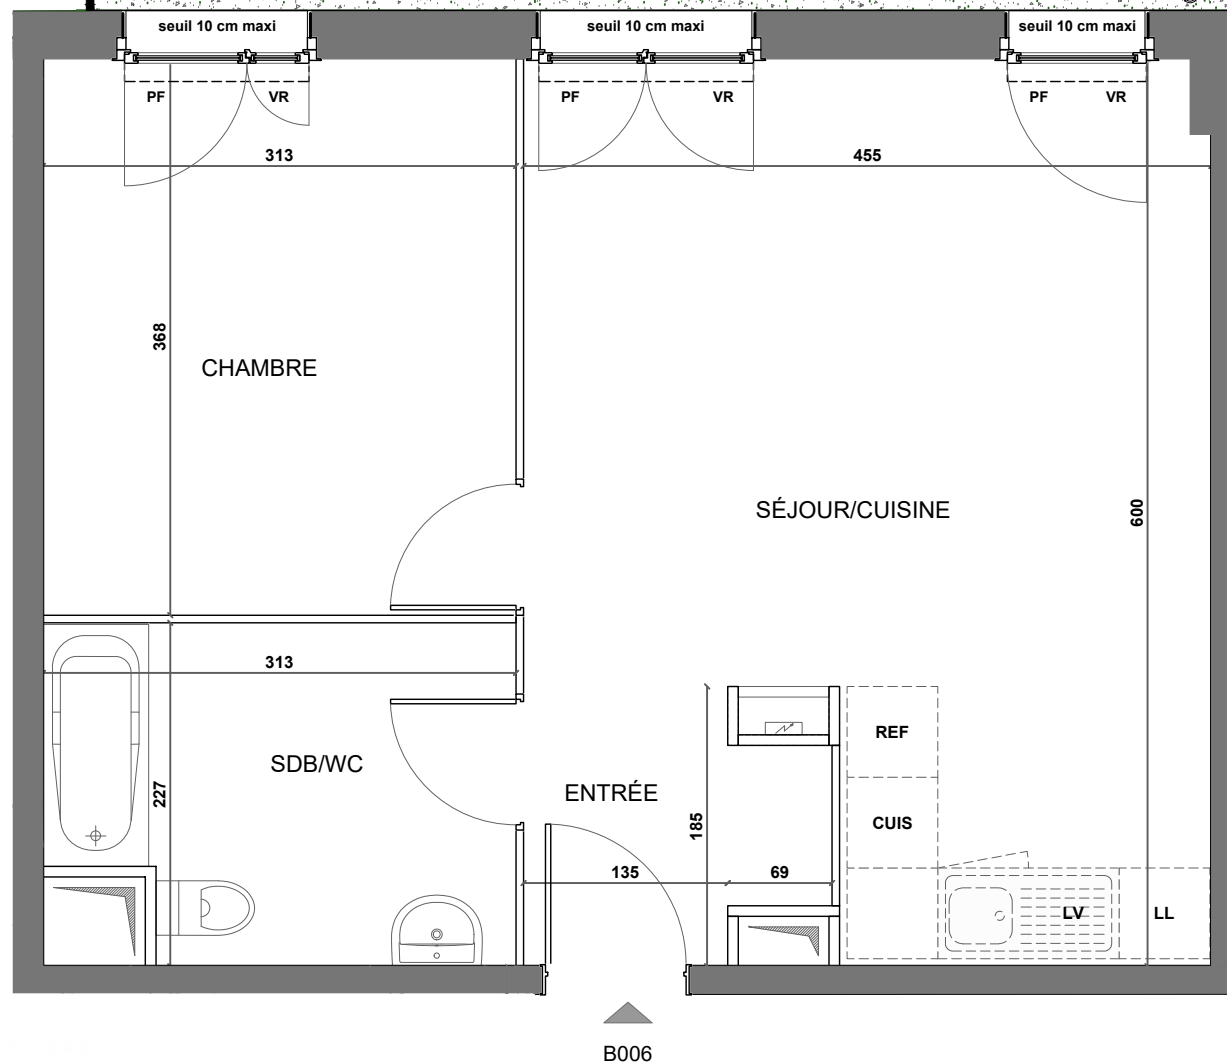 seuil 10 cm maxi
seuil 10 cm maxi
seuil 10 cm maxi
PF VR
PF VR
PF VR
313
455
368
CHAMBRE
SÉJOUR/CUISINE
600
313
REF
SDB/WC
ENTRÉE
227
185
CUIS
135
69
LV
LL
B006